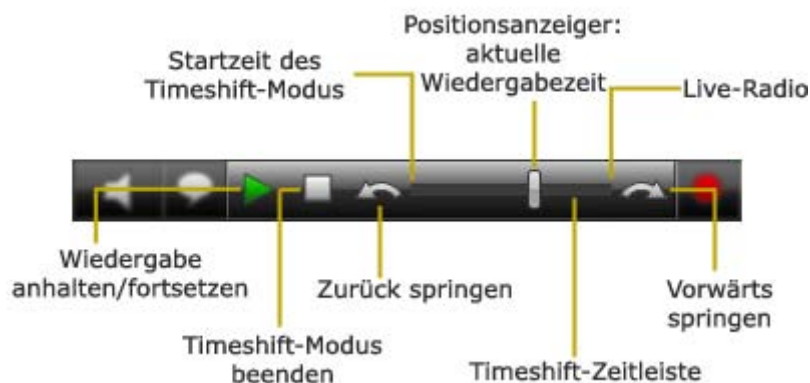 Positionsanzeiger:
aktuelle
Wiedergabezeit
Startzeit des
Timeshift-Modus
Live-Radio
Wiedergabe
anhalten/fortsetzen
Zurück springen
Vorwärts
springen
Timeshift-Modus
beenden
Timeshift-Zeitleiste